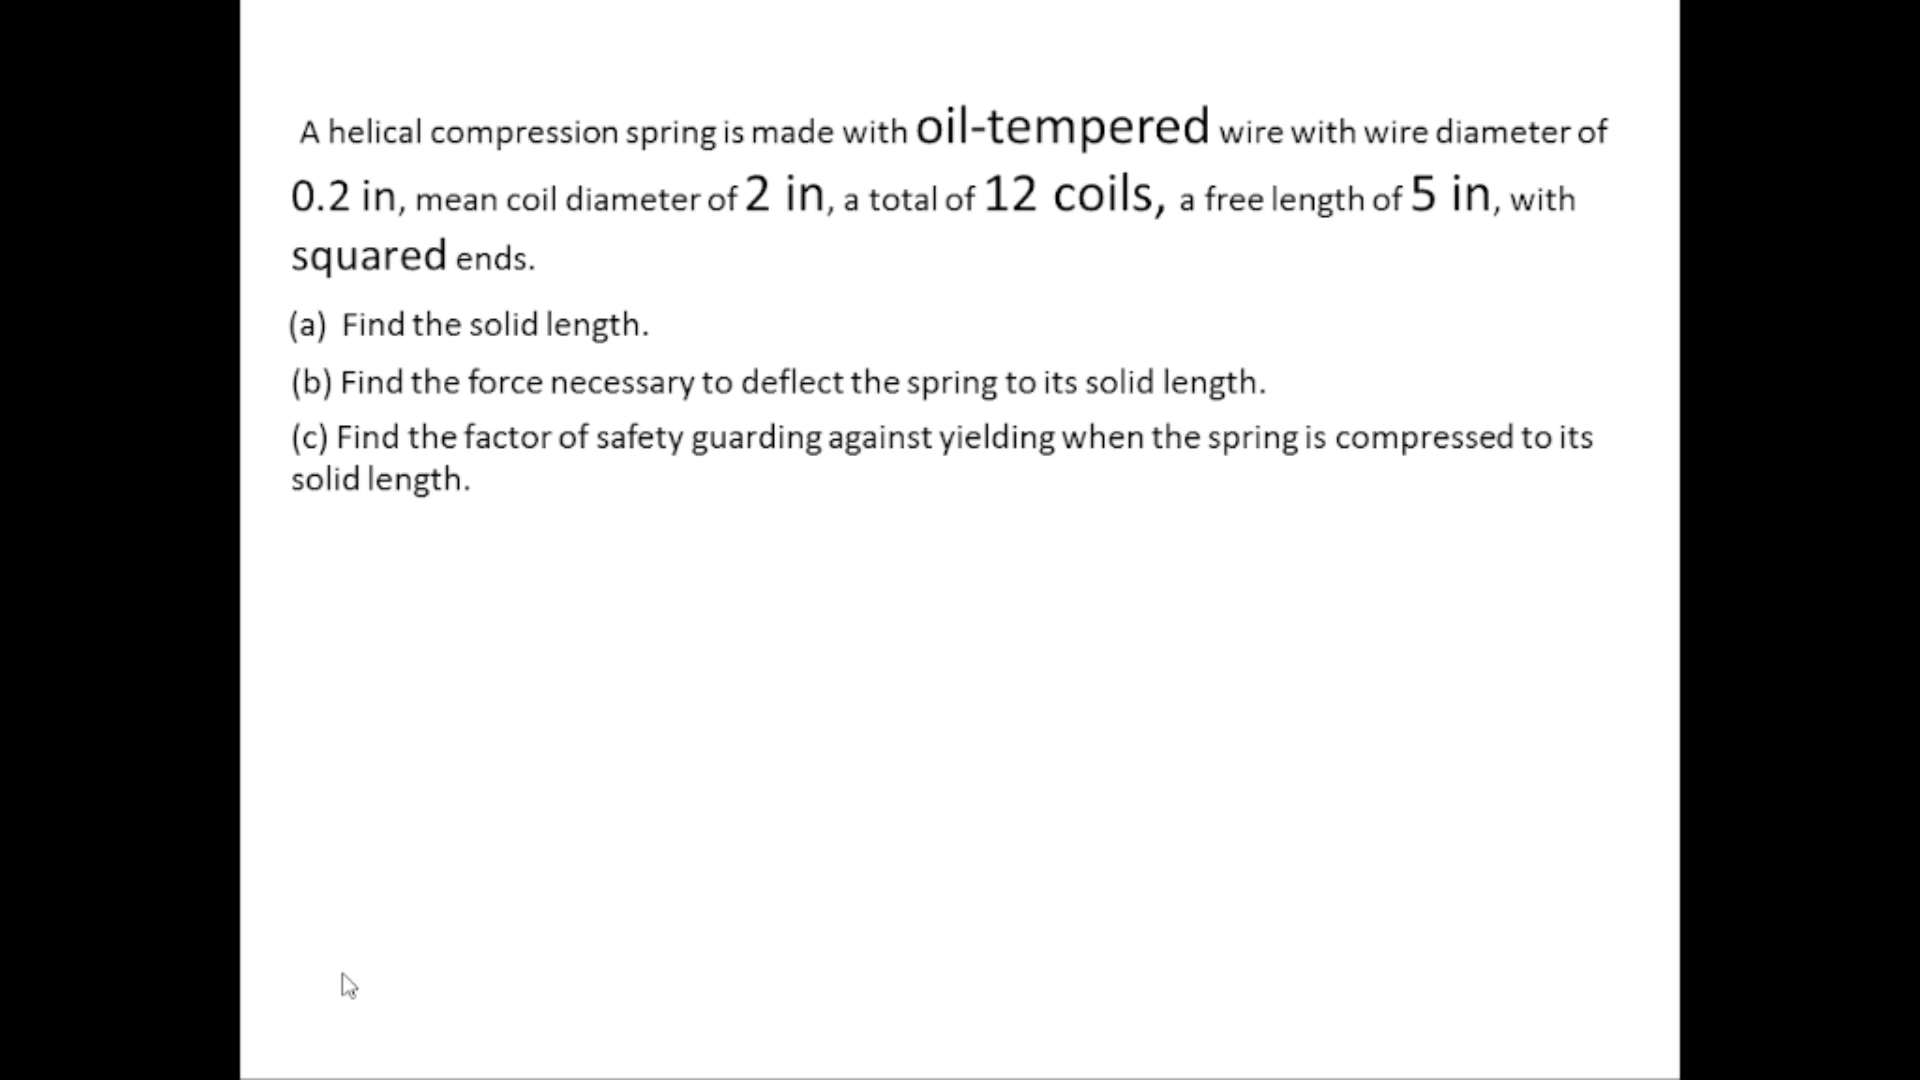 A helical compression spring is made with oil-tempered wire with wire diameter of
0.2 in, mean coil diameter of 2 in, a total of 12 coils, a free length of 5 in, with
squared ends.
(a) Find the solid length.
(b) Find the force necessary to deflect the spring to its solid length.
(c) Find the factor of safety guarding against yielding when the spring is compressed to its
solid length.